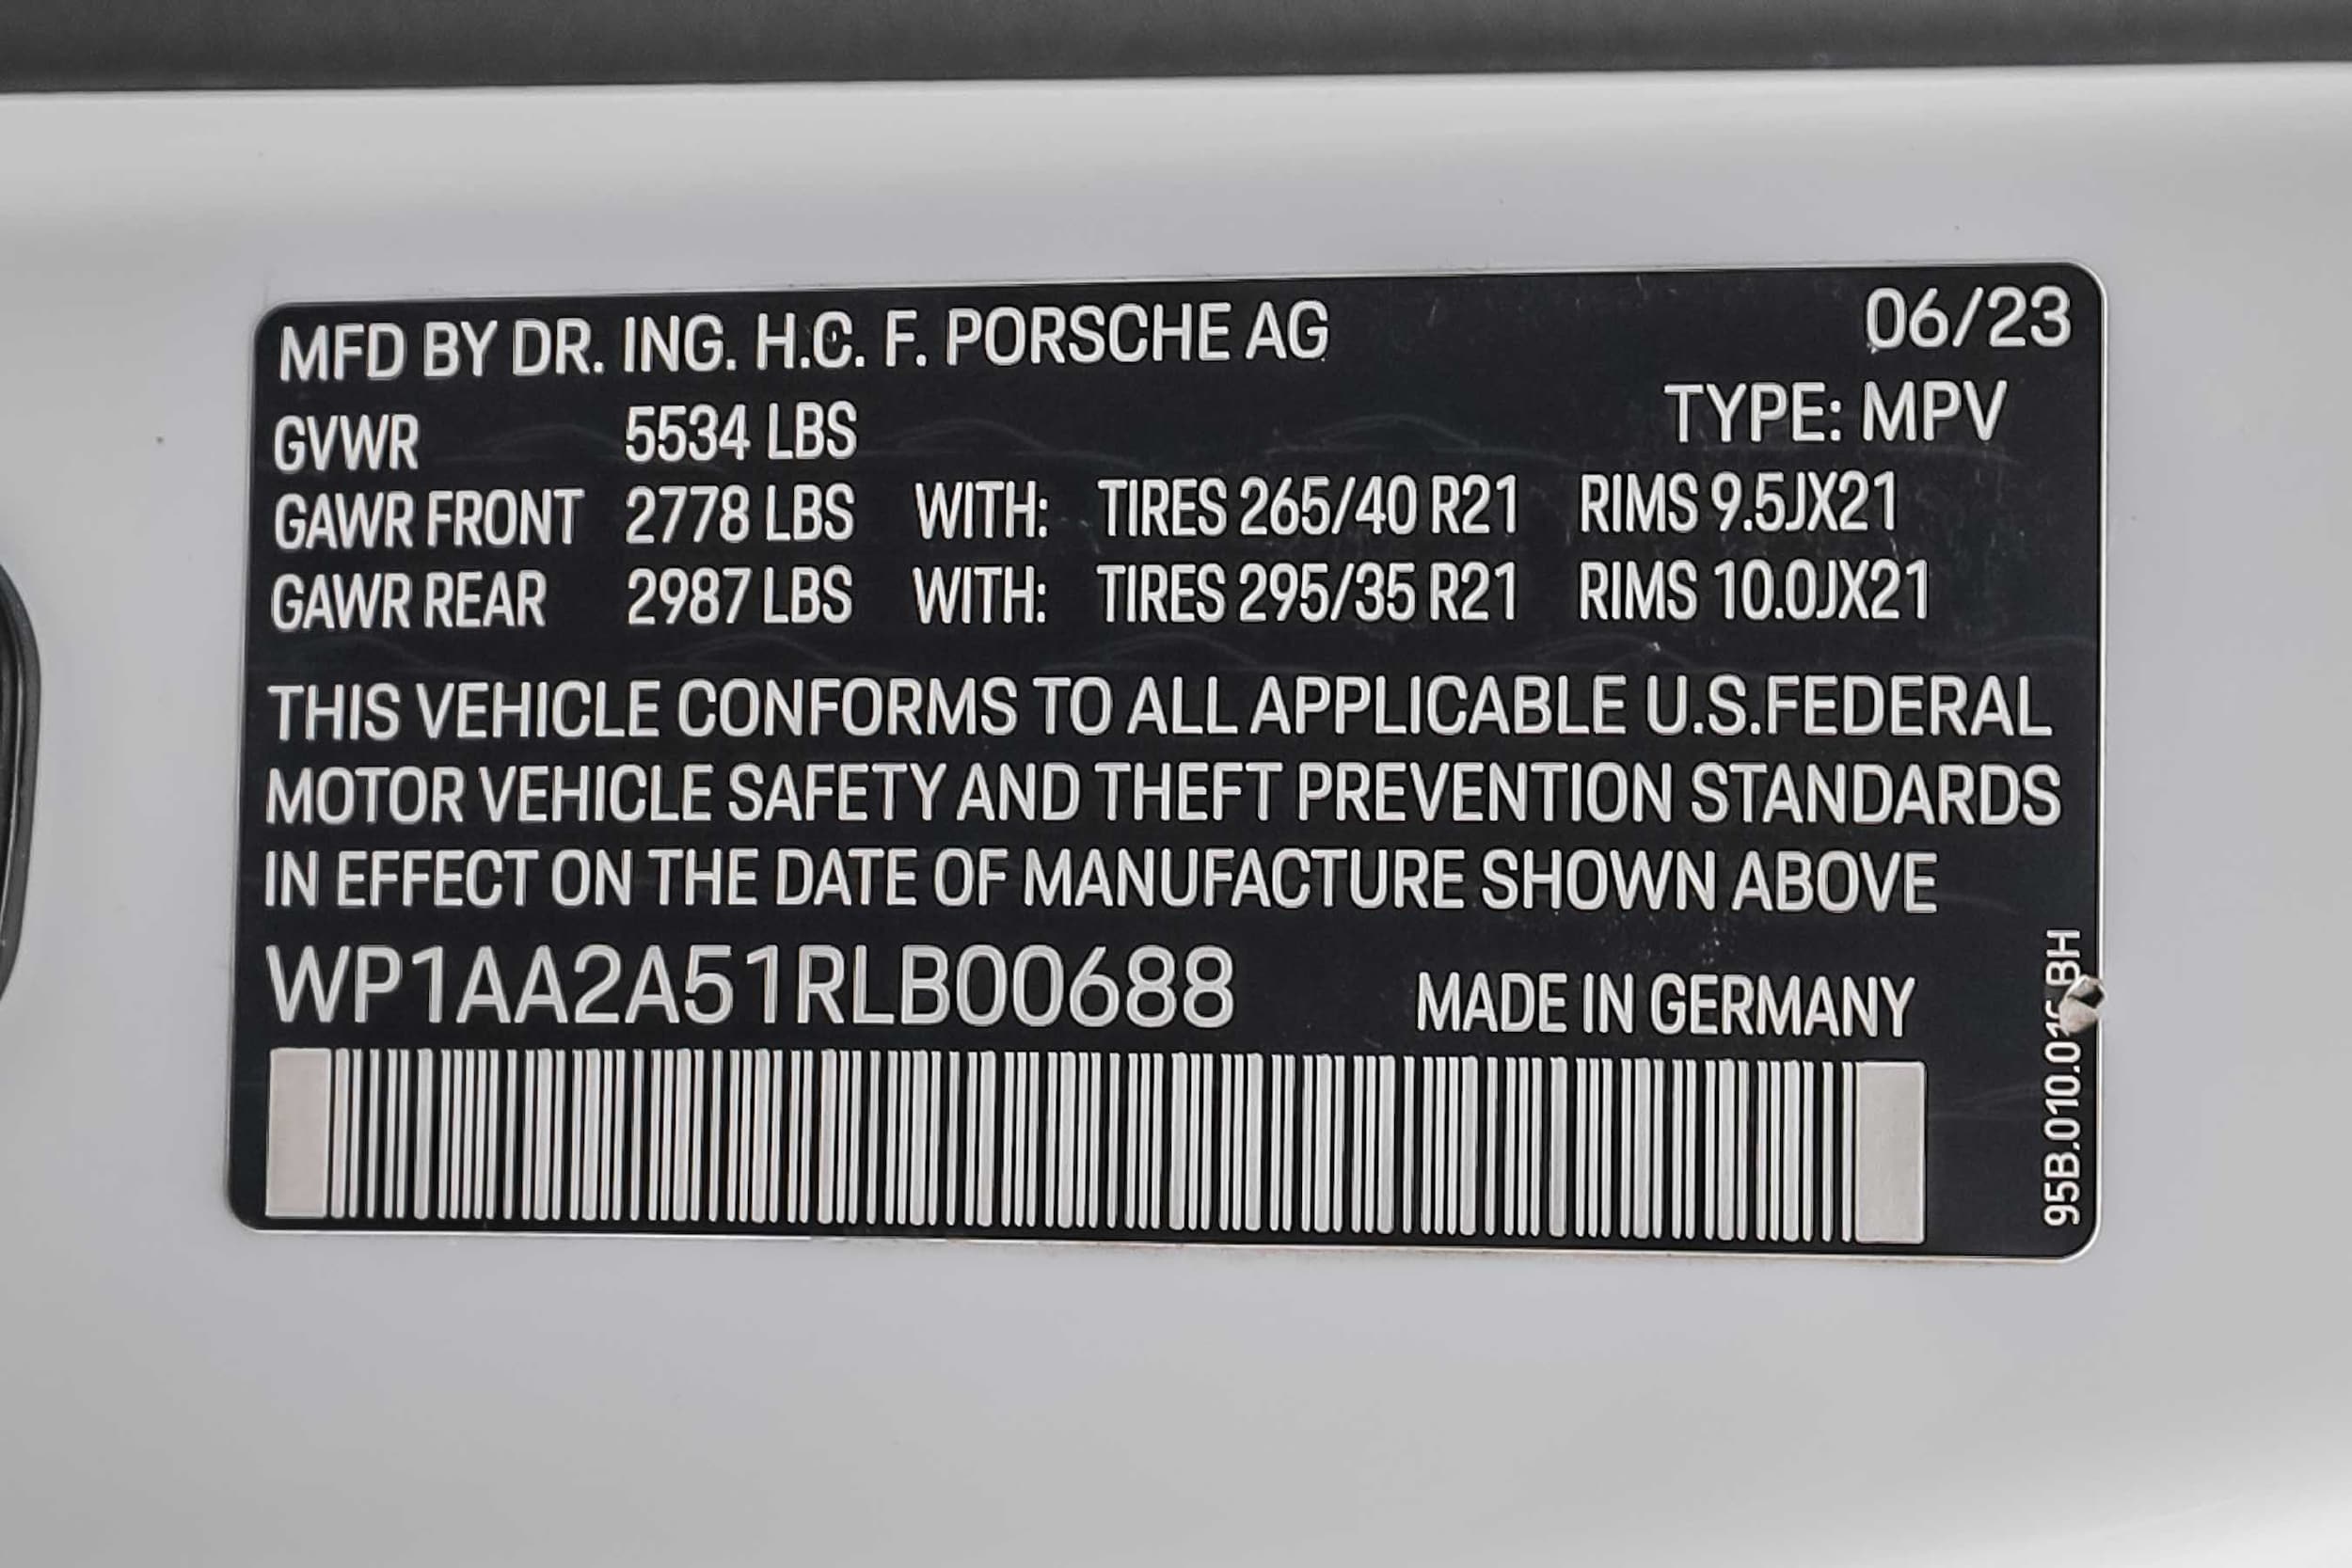 MFD BY DR. ING. H.C. F. PORSCHE AG 06/23
TYPE: MPV
GVWR 5534 LBS
GAWR FRONT 2778 LBS WITH: TIRES 265/40 R21 RIMS 9.5JX21
GAWR REAR 2987 LBS WITH: TIRES 295/35 R21 RIMS 10.0JX21
THIS VEHICLE CONFORMS TO ALL APPLICABLE U.S.FEDERAL
MOTOR VEHICLE SAFETY AND THEFT PREVENTION STANDARDS
IN EFFECT ON THE DATE OF MANUFACTURE SHOWN ABOVE
WP1AA2A51RLB00688 MADE IN GERMANY